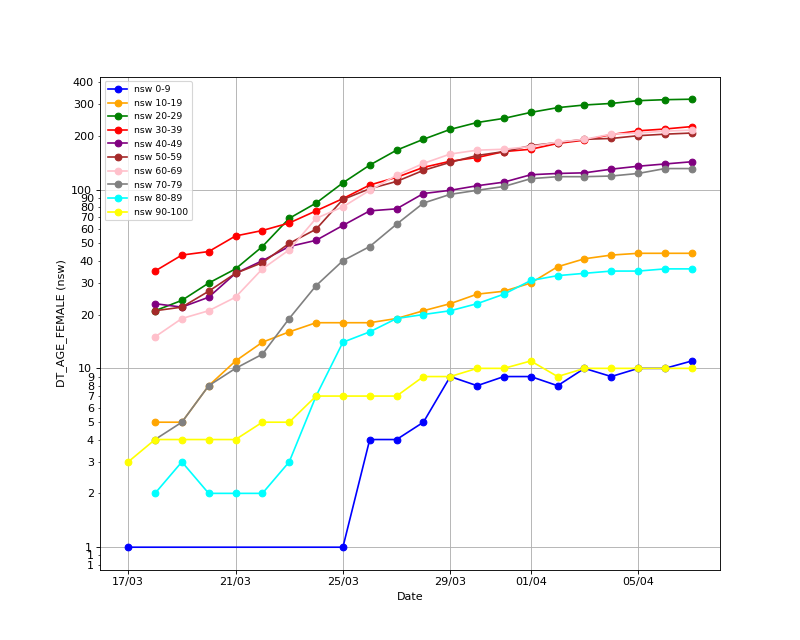 400
300
200
100
90
80
70
60
50
40
30
20
10
9
8
7
6
5
4
3
2
1
1
1
DT_AGE_FEMALE (nsw)
nsw 0-9
nsw 10-19
nsw 20-29
nsw 30-39
nsw 40-49
nsw 50-59
nsw 60-69
nsw 70-79
nsw 80-89
nsw 90-100
17/03 21/03 25/03 29/03 01/04 05/04
Date